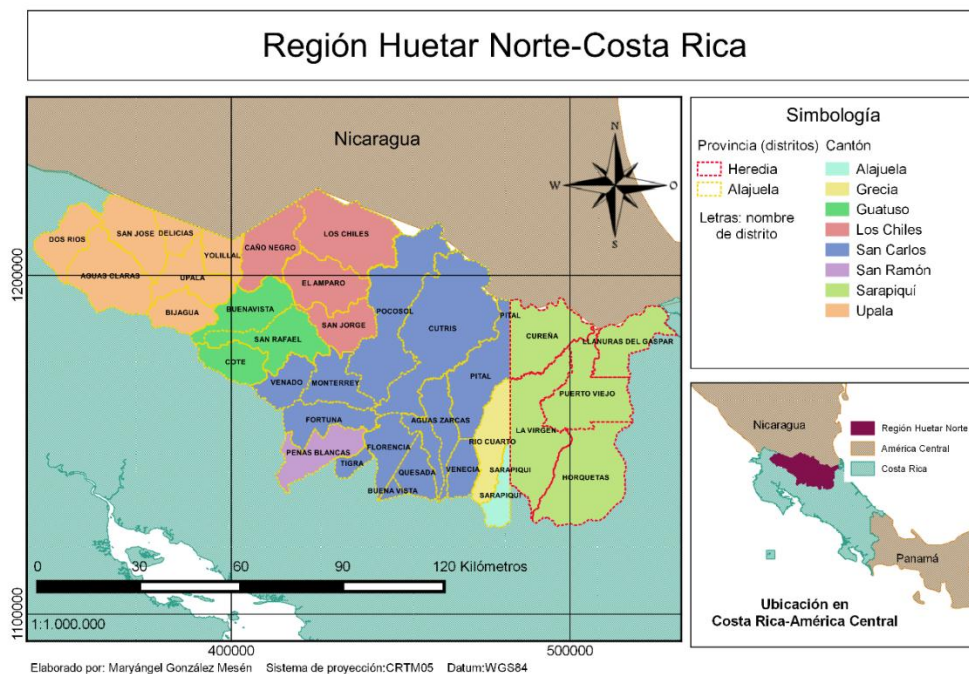 Región Huetar Norte-Costa Rica
Nicaragua
N
W
O
S
DOS RIOS
SAN JOSE
DELICIAS
YOLILLAL
AGUAS CLARAS
UPALA
BIJAGUA
CAÑO NEGRO
LOS CHILES
EL AMPARO
SAN JORGE
BUENAVISTA
SAN RAFAEL
COTE
POCOSOL
CUTRIS
PITAL
PITAL
VENADO
MONTERREY
FORTUNA
PEÑAS BLANCAS
TIGRA
FLORENCIA
AGUAS ZARCAS
QUESADA
VENECIA
BUENA VISTA
RIO CUARTO
SARAPIQUI
SARAPIQUI
CUREÑA
LLANURAS DEL GASPAR
PUERTO VIEJO
LA VIRGEN
HORQUETAS
0 30 60 90 120 Kilómetros
1:1.000.000
1200000
1100000
400000
500000
Simbología
Provincia (distritos)
Heredia
Alajuela
Letras: nombre
de distrito
Cantón
Alajuela
Grecia
Guatuso
Los Chiles
San Carlos
San Ramón
Sarapiquí
Upala
Nicaragua
Panamá
Región Huetar Norte
América Central
Costa Rica
Ubicación en
Costa Rica-América Central
Elaborado por: Maryángel González Mesén Sistema de proyección:CRTM05 Datum:WGS84